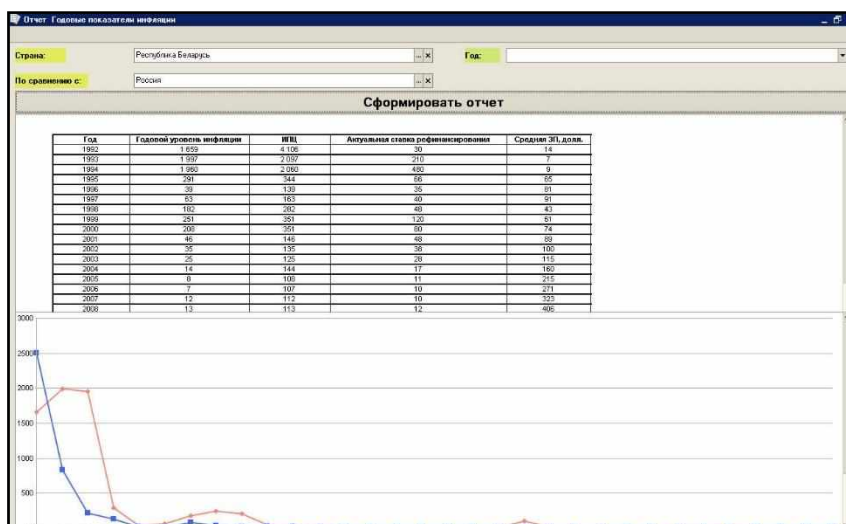 Отчет Годовые показатели инфляции
Страна: Республика Беларусь ... x Год:
По сравнению с: Россия ... x
Сформировать отчет
Год Годовой уровень инфляции ИПЦ Актуальная ставка рефинансирования Средняя ЗП, долл.
1992 1 659 4 106 30 14
1993 1 997 2 097 210 7
1994 1 960 2 060 480 9
1995 291 344 66 65
1996 39 139 35 81
1997 63 163 40 91
1998 182 282 48 43
1999 251 351 120 61
2000 208 351 80 74
2001 46 146 48 89
2002 35 135 38 100
2003 25 125 28 115
2004 14 144 17 160
2005 8 108 11 215
2006 7 107 10 271
2007 12 112 10 323
2008 13 113 12 406
3000
2500
2000
1500
1000
500